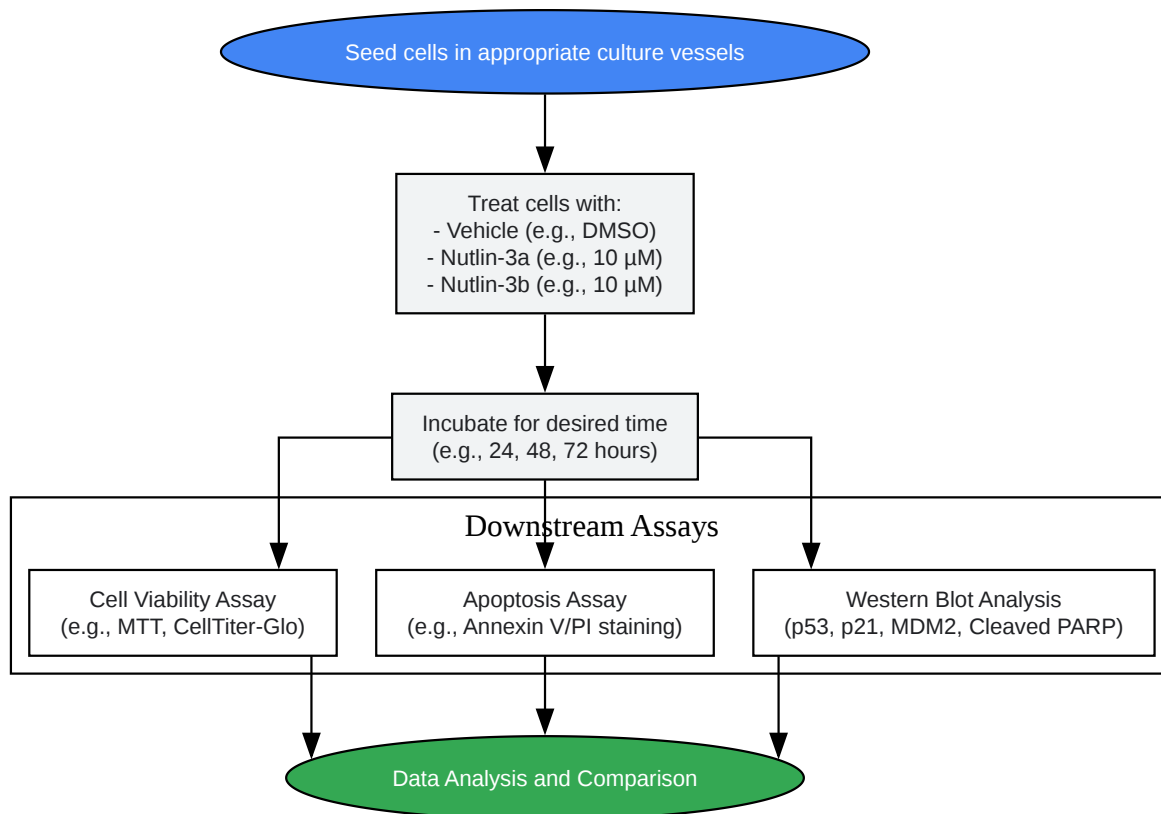 Seed cells in appropriate culture vessels
Treat cells with:
- Vehicle (e.g., DMSO)
- Nutlin-3a (e.g., 10 µM)
- Nutlin-3b (e.g., 10 µM)
Incubate for desired time
(e.g., 24, 48, 72 hours)
Downstream Assays
Cell Viability Assay
(e.g., MTT, CellTiter-Glo)
Apoptosis Assay
(e.g., Annexin V/PI staining)
Western Blot Analysis
(p53, p21, MDM2, Cleaved PARP)
Data Analysis and Comparison